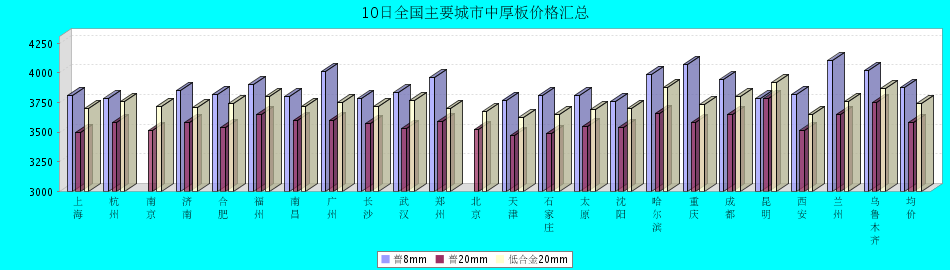 10日全国主要城市中厚板价格汇总
4250
4000
3750
3500
3250
3000
上海 杭州 南京 济南 合肥 福州 南昌 广州 长沙 武汉 郑州 北京 天津 石家庄 太原 沈阳 哈尔滨 重庆 成都 昆明 西安 兰州 乌鲁木齐 均价
普8mm 普20mm 低合金20mm